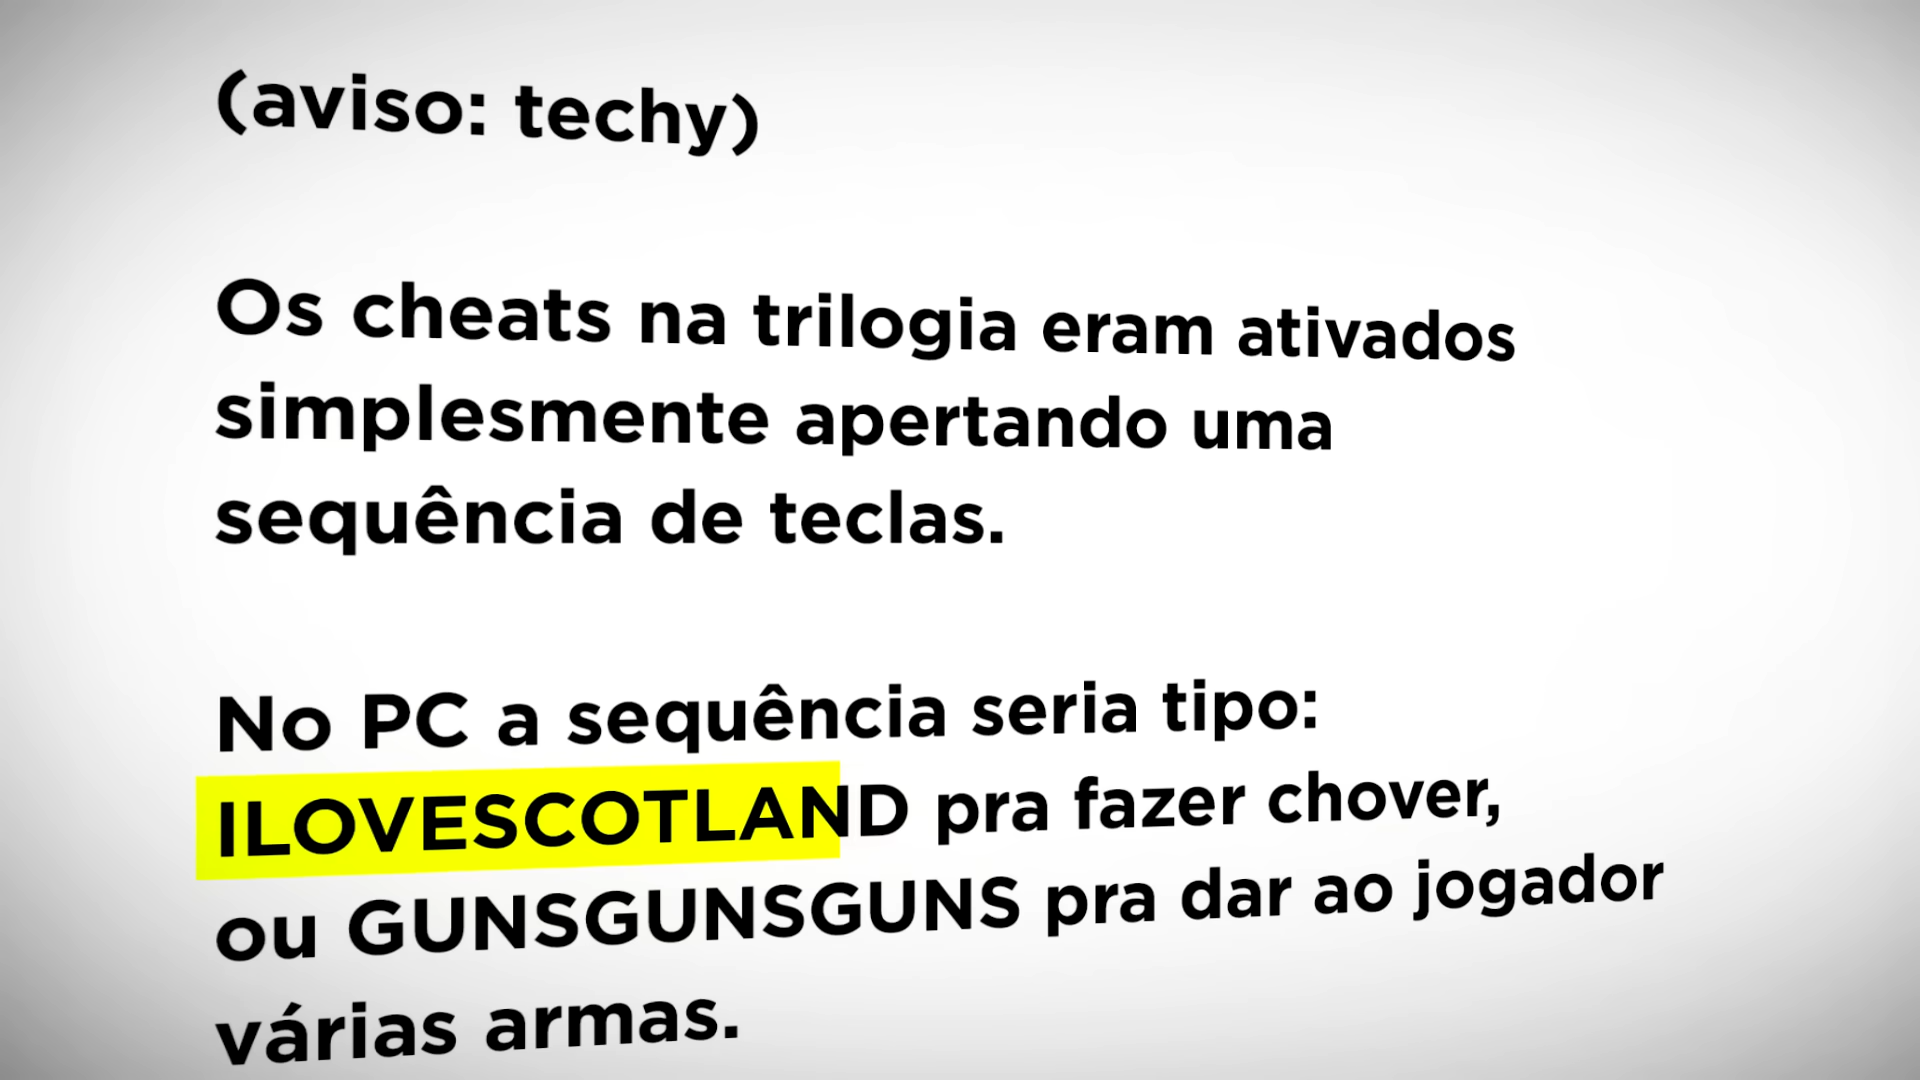 (aviso: techy)
Os cheats na trilogia eram ativados
simplesmente apertando uma
sequência de teclas.
No PC a sequência seria tipo:
ILOVESCOTLAND pra fazer chover,
ou GUNSGUNSGUNS pra dar ao jogador
várias armas.